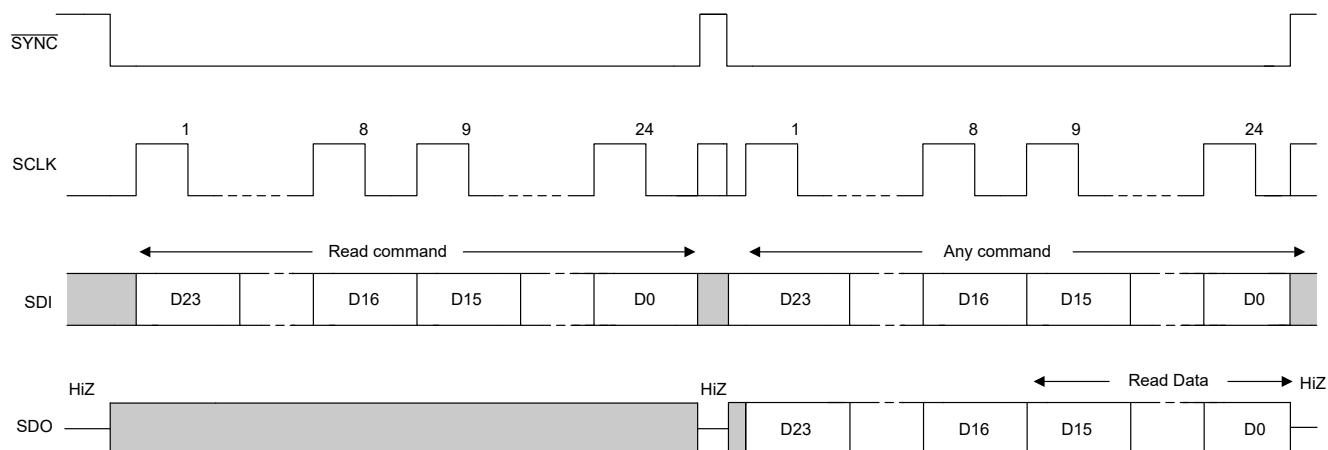 SYNC
1 8 9 24 1 8 9 24
SCLK
Read command Any command
SDI D23 D16 D15 D0 D23 D16 D15 D0
HiZ HiZ Read Data HiZ
SDO D23 D16 D15 D0